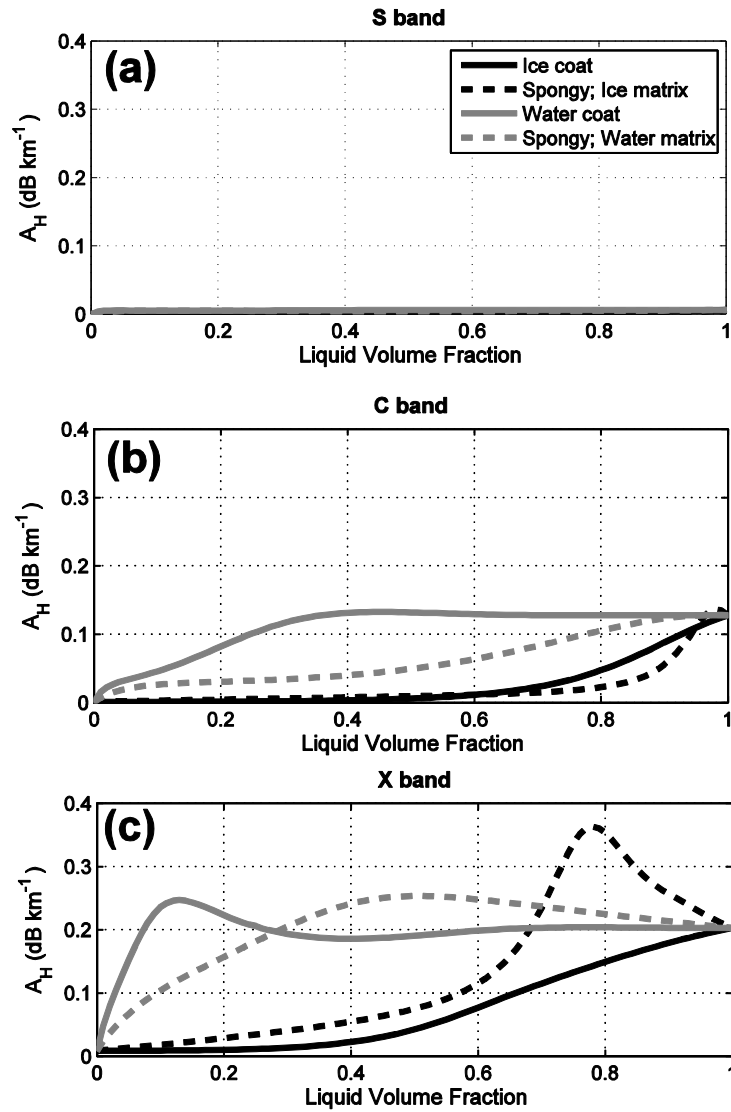 S band
(a)
Ice coat
Spongy; Ice matrix
Water coat
Spongy; Water matrix
A_H (dB km⁻¹)
0.4
0.3
0.2
0.1
0
0 0.2 0.4 0.6 0.8 1
Liquid Volume Fraction
C band
(b)
A_H (dB km⁻¹)
0.4
0.3
0.2
0.1
0
0 0.2 0.4 0.6 0.8 1
Liquid Volume Fraction
X band
(c)
A_H (dB km⁻¹)
0.4
0.3
0.2
0.1
0
0 0.2 0.4 0.6 0.8 1
Liquid Volume Fraction